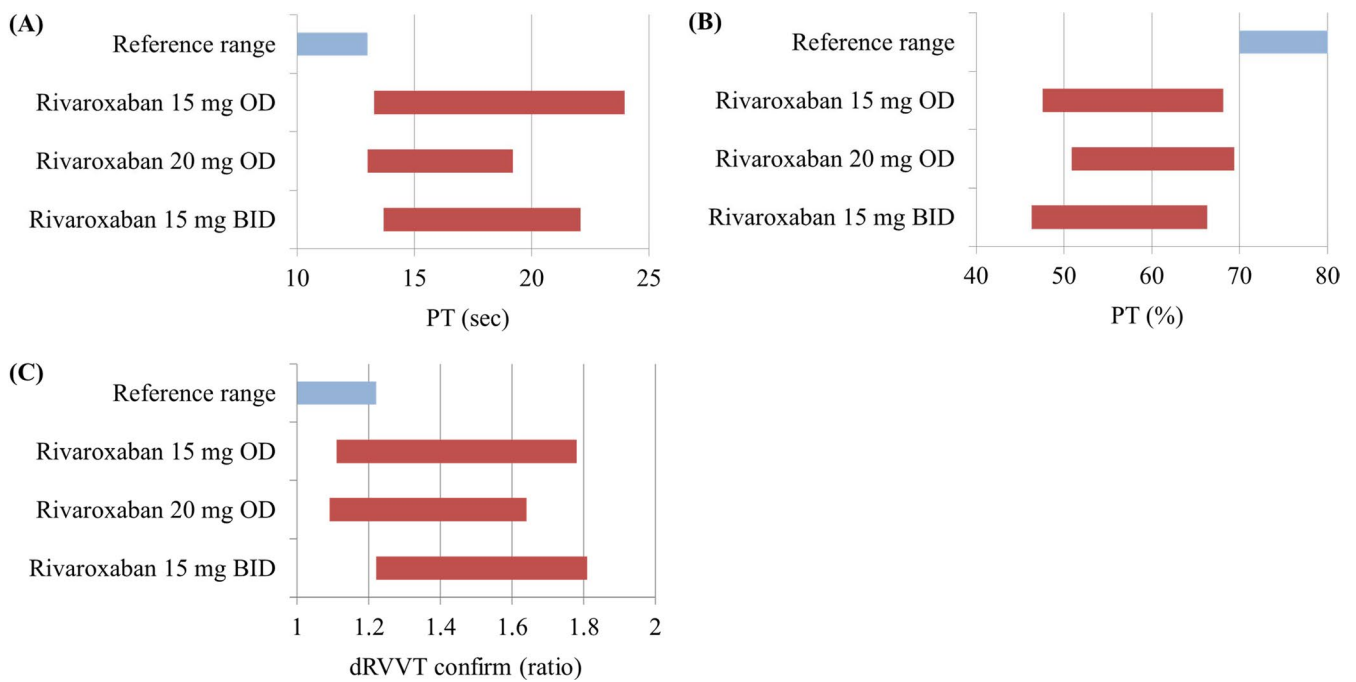 (A)
Reference range
Rivaroxaban 15 mg OD
Rivaroxaban 20 mg OD
Rivaroxaban 15 mg BID
10 15 20 25
PT (sec)
(B)
Reference range
Rivaroxaban 15 mg OD
Rivaroxaban 20 mg OD
Rivaroxaban 15 mg BID
40 50 60 70 80
PT (%)
(C)
Reference range
Rivaroxaban 15 mg OD
Rivaroxaban 20 mg OD
Rivaroxaban 15 mg BID
1 1.2 1.4 1.6 1.8 2
dRVVT confirm (ratio)